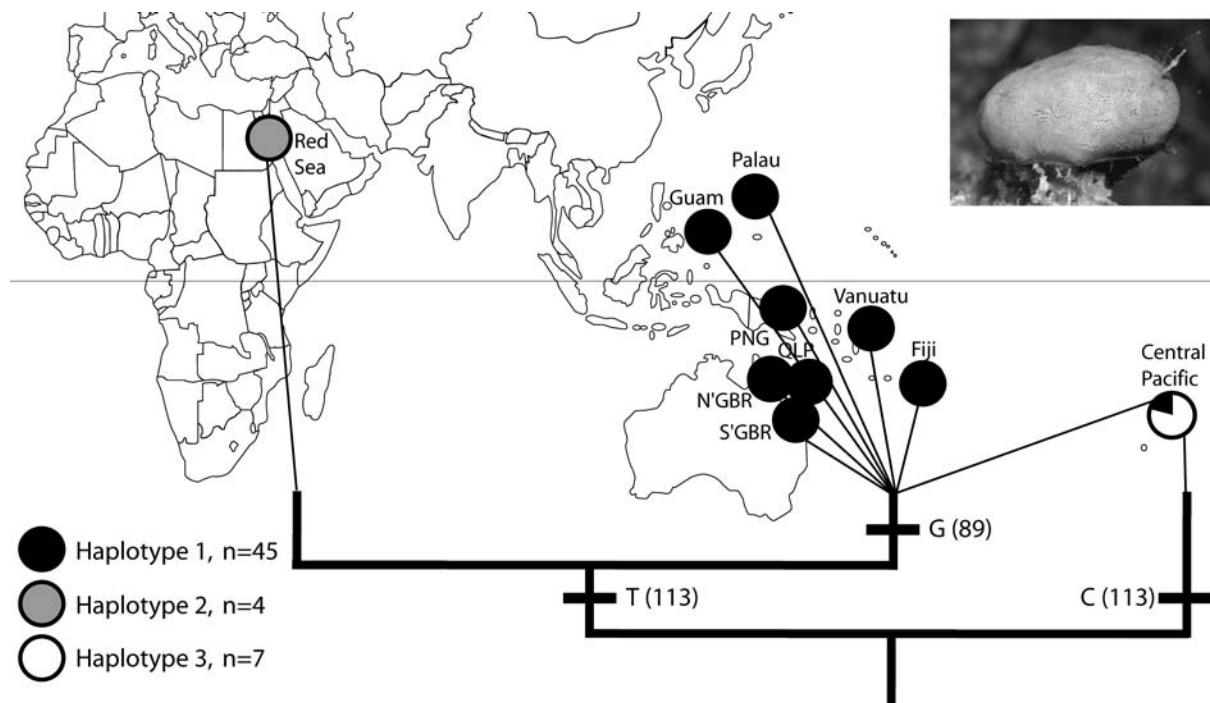 Red
Sea
Palau
Guam
Vanuatu
PNG
QLP
Fiji
Central
Pacific
N'GBR
S'GBR
G (89)
Haplotype 1, n=45
Haplotype 2, n=4
T (113)
C (113)
Haplotype 3, n=7